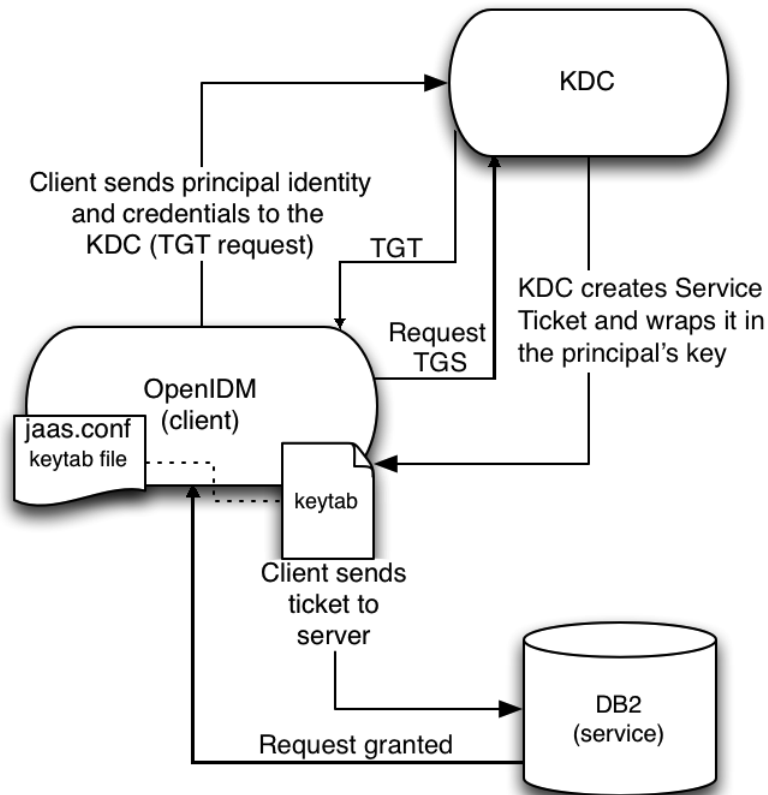 KDC
Client sends principal identity
and credentials to the
KDC (TGT request)
TGT
KDC creates Service
Ticket and wraps it in
the principal's key
Request
TGS
OpenIDM
(client)
jaas.conf
keytab file
keytab
Client sends
ticket to
server
DB2
(service)
Request granted